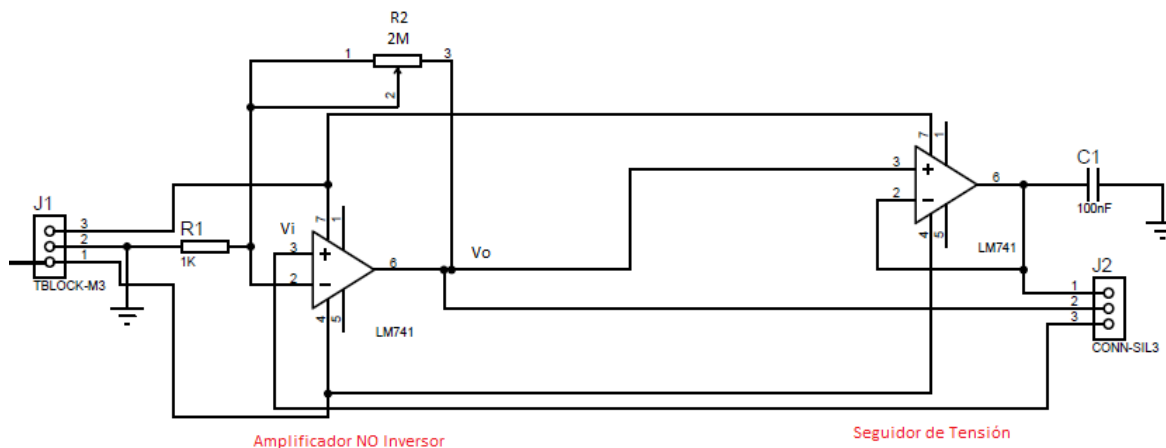 R2
2M
1
3
2
7
1
3
+
6
2
−
4
5
LM741
C1
100nF
J1
3
2
1
TBLOCK-M3
R1
1K
Vi
7
1
3
+
6
2
−
4
5
LM741
Vo
J2
1
2
3
CONN-SIL3
Amplificador NO Inversor
Seguidor de Tensión